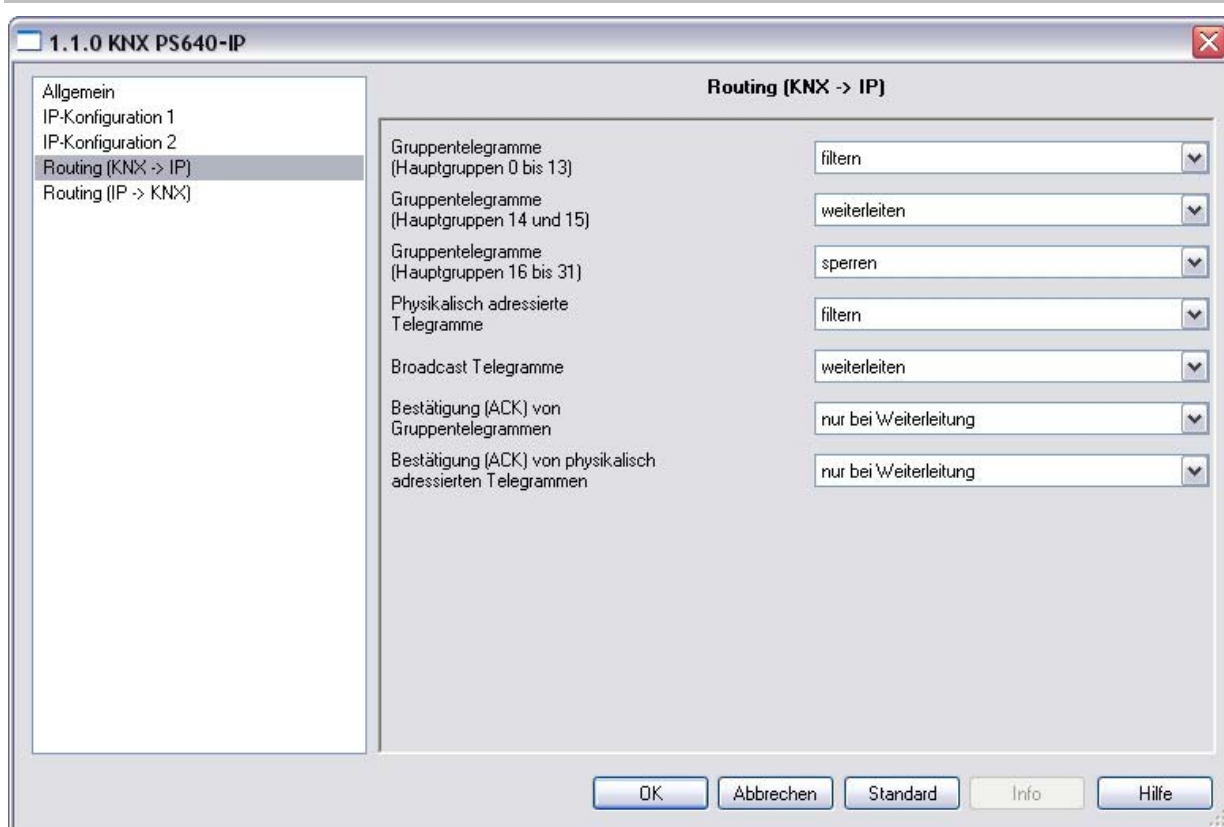 1.1.0 KNX PS640-IP
Allgemein
IP-Konfiguration 1
IP-Konfiguration 2
Routing (KNX -> IP)
Routing (IP -> KNX)
Routing (KNX -> IP)
Gruppentelegramme
(Hauptgruppen 0 bis 13)
filtern
Gruppentelegramme
(Hauptgruppen 14 und 15)
weiterleiten
Gruppentelegramme
(Hauptgruppen 16 bis 31)
sperren
Physikalisch adressierte
Telegramme
filtern
Broadcast Telegramme
weiterleiten
Bestätigung (ACK) von
Gruppentelegrammen
nur bei Weiterleitung
Bestätigung (ACK) von physikalisch
adressierten Telegrammen
nur bei Weiterleitung
OK
Abbrechen
Standard
Info
Hilfe